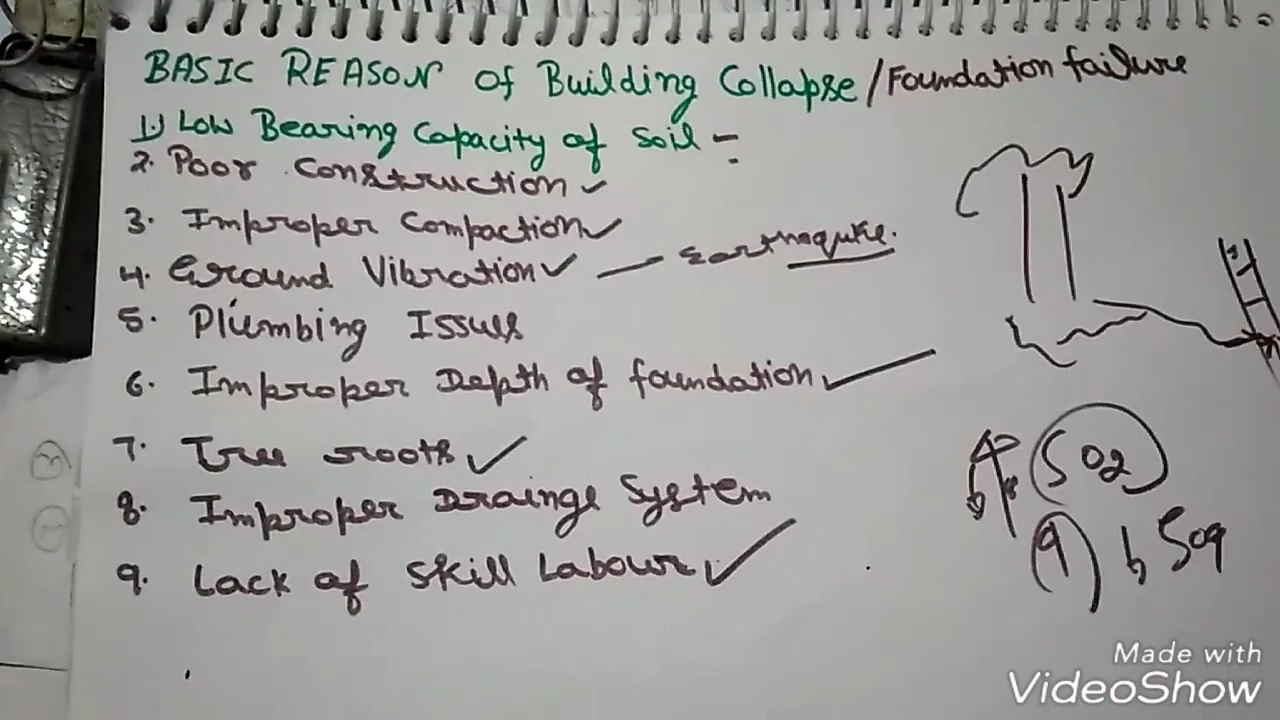 BASIC REASON of Building Collapse / Foundation failure
1.) Low Bearing Capacity of Soil :-
2. Poor Construction
3. Improper Compaction
4. Ground Vibration — Earthqukte.
5. Plumbing Issues
6. Improper Depth of foundation
7. Tree roots
8. Improper Drainge System
9. Lack of Skill Labour
SO2
Made with
VideoShow